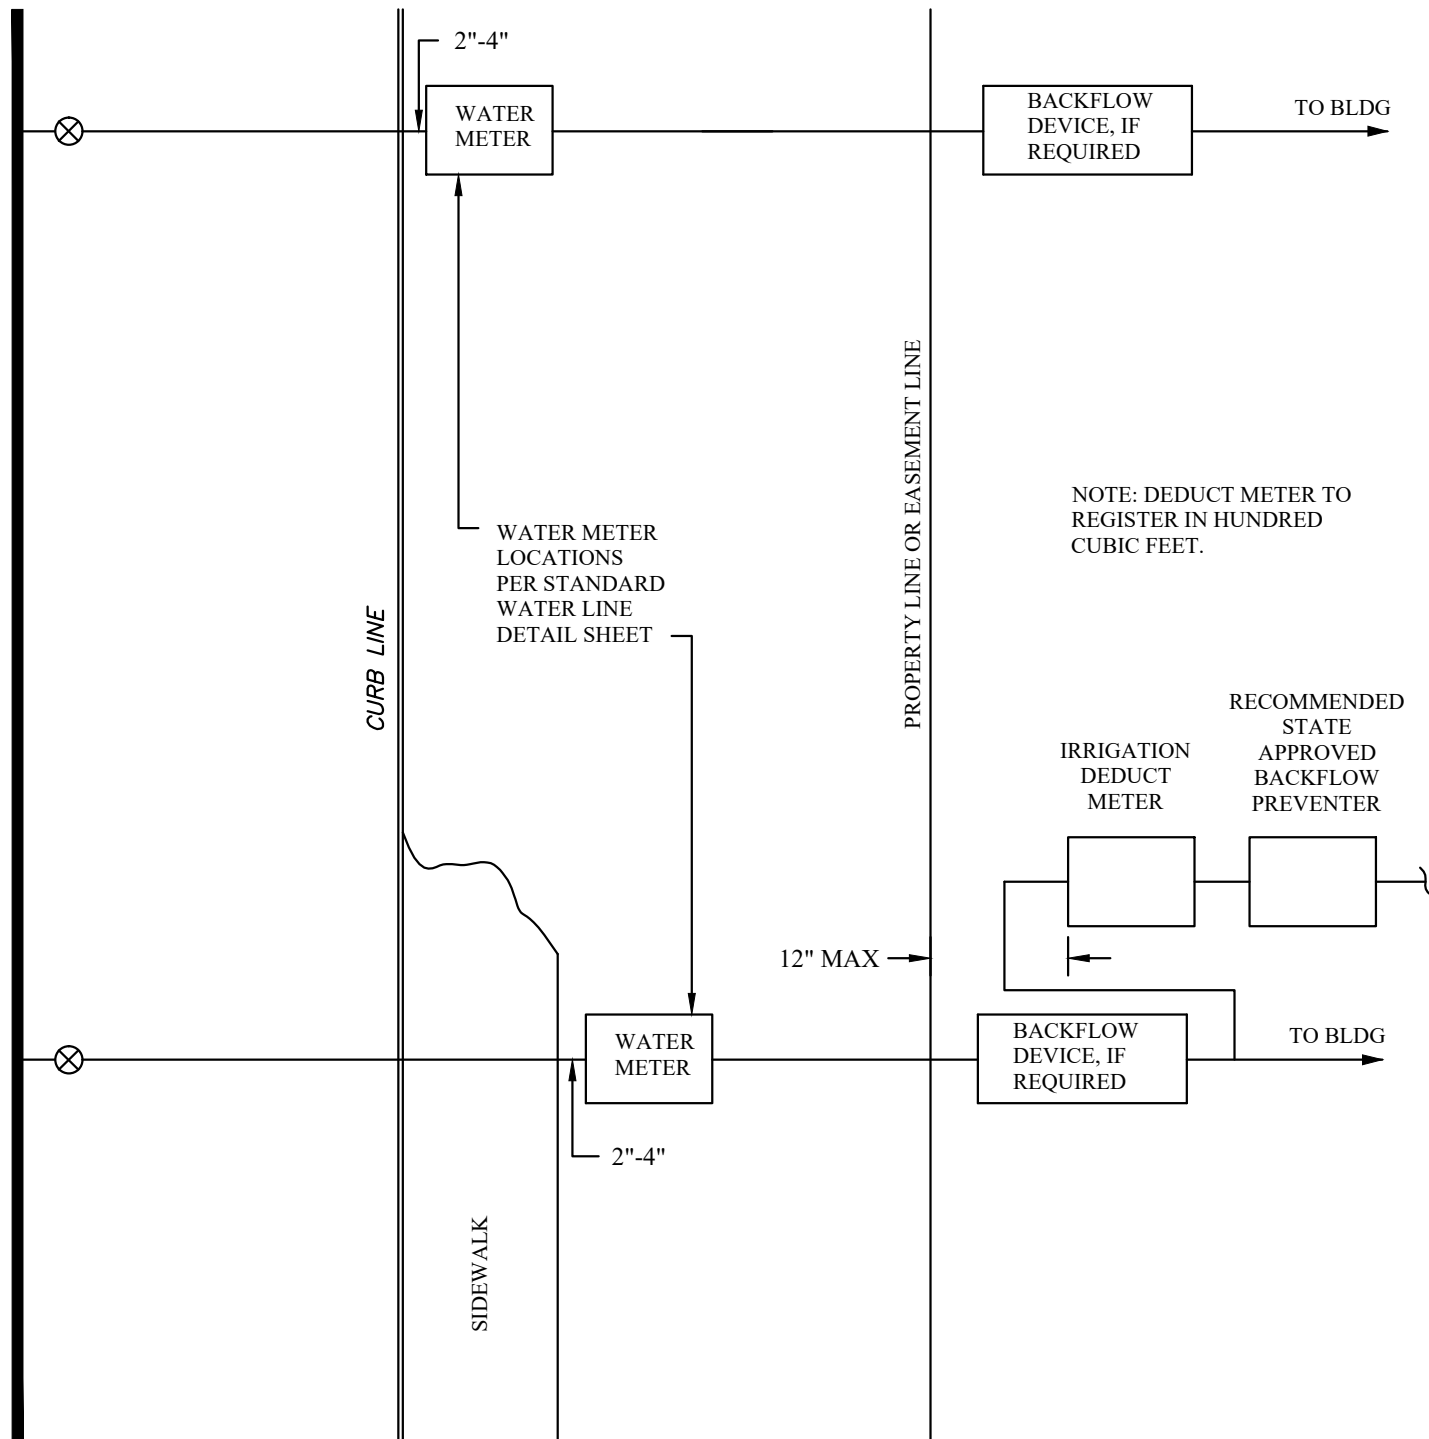 2"-4"
WATER
METER
BACKFLOW
DEVICE, IF
REQUIRED
TO BLDG
PROPERTY LINE OR EASEMENT LINE
NOTE: DEDUCT METER TO
REGISTER IN HUNDRED
CUBIC FEET.
WATER METER
LOCATIONS
PER STANDARD
WATER LINE
DETAIL SHEET
CURB LINE
IRRIGATION
DEDUCT
METER
RECOMMENDED
STATE
APPROVED
BACKFLOW
PREVENTER
12" MAX
WATER
METER
BACKFLOW
DEVICE, IF
REQUIRED
TO BLDG
2"-4"
SIDEWALK